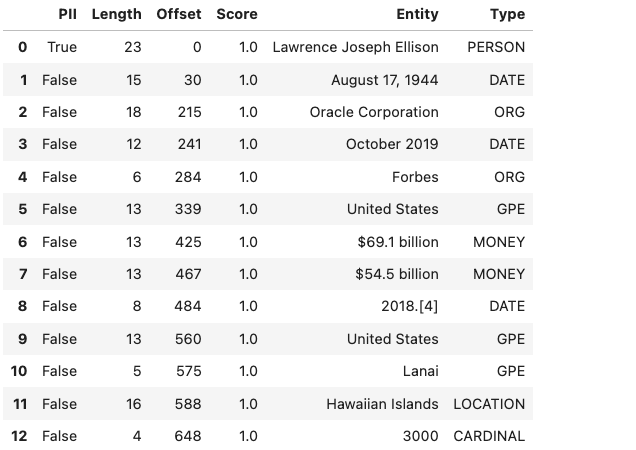 PII Length Offset Score Entity Type
0 True 23 0 1.0 Lawrence Joseph Ellison PERSON
1 False 15 30 1.0 August 17, 1944 DATE
2 False 18 215 1.0 Oracle Corporation ORG
3 False 12 241 1.0 October 2019 DATE
4 False 6 284 1.0 Forbes ORG
5 False 13 339 1.0 United States GPE
6 False 13 425 1.0 $69.1 billion MONEY
7 False 13 467 1.0 $54.5 billion MONEY
8 False 8 484 1.0 2018.[4] DATE
9 False 13 560 1.0 United States GPE
10 False 5 575 1.0 Lanai GPE
11 False 16 588 1.0 Hawaiian Islands LOCATION
12 False 4 648 1.0 3000 CARDINAL